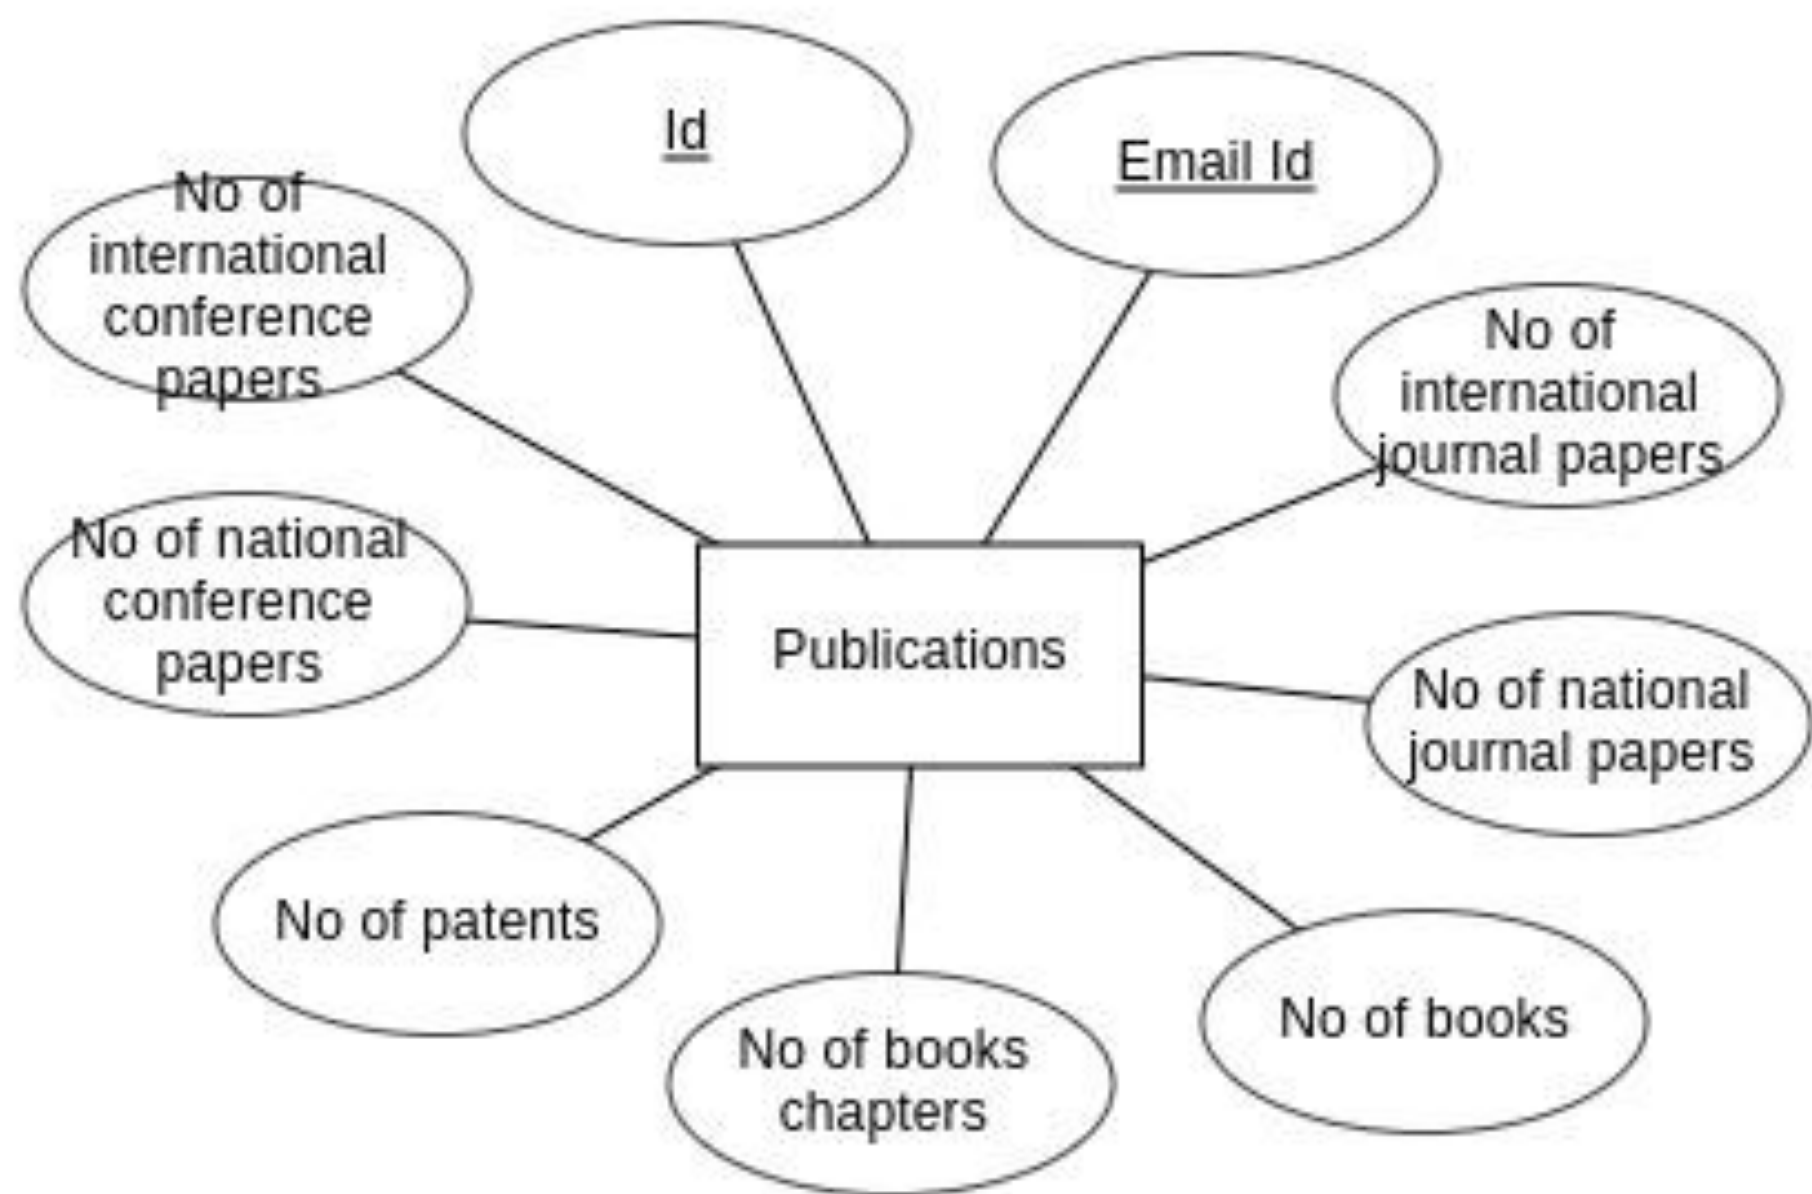 Id
Email Id
No of
international
conference
papers
No of
international
journal papers
No of national
conference
papers
Publications
No of national
journal papers
No of patents
No of books
chapters
No of books